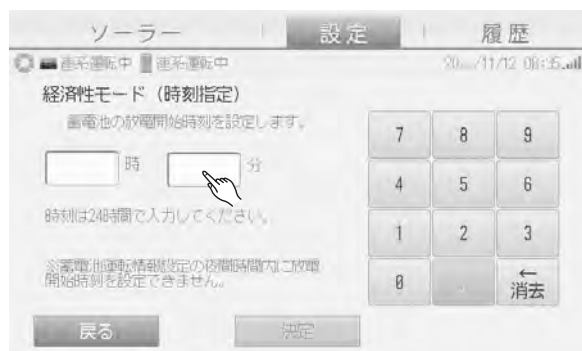 ソーラー 設定 履歴
連系運転中 連系運転中 20 /11/12 08:35
経済性モード(時刻指定)
蓄電池の放電開始時刻を設定します。
時 分
時刻は24時間で入力してください。
※蓄電池運転情報設定の夜間時間内に放電
開始時刻を設定できません。
7 8 9
4 5 6
1 2 3
0 . ←
消去
戻る 決定